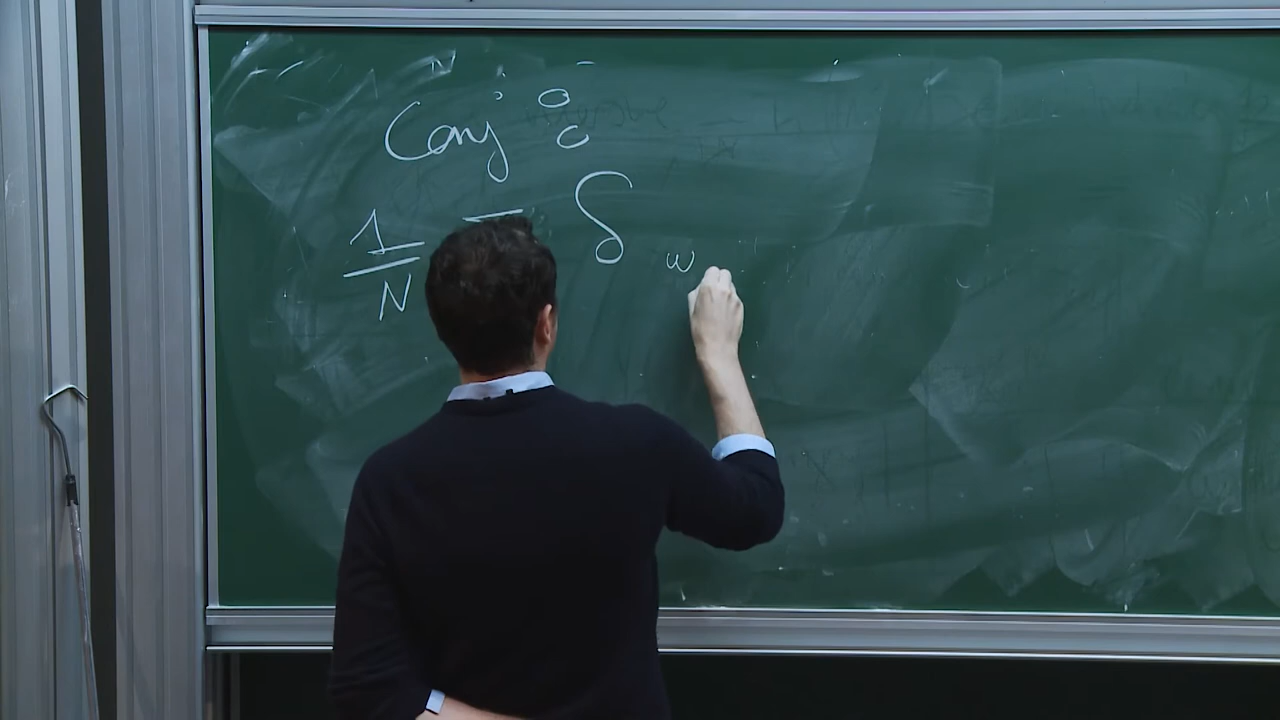 Conj :
1/N δ w